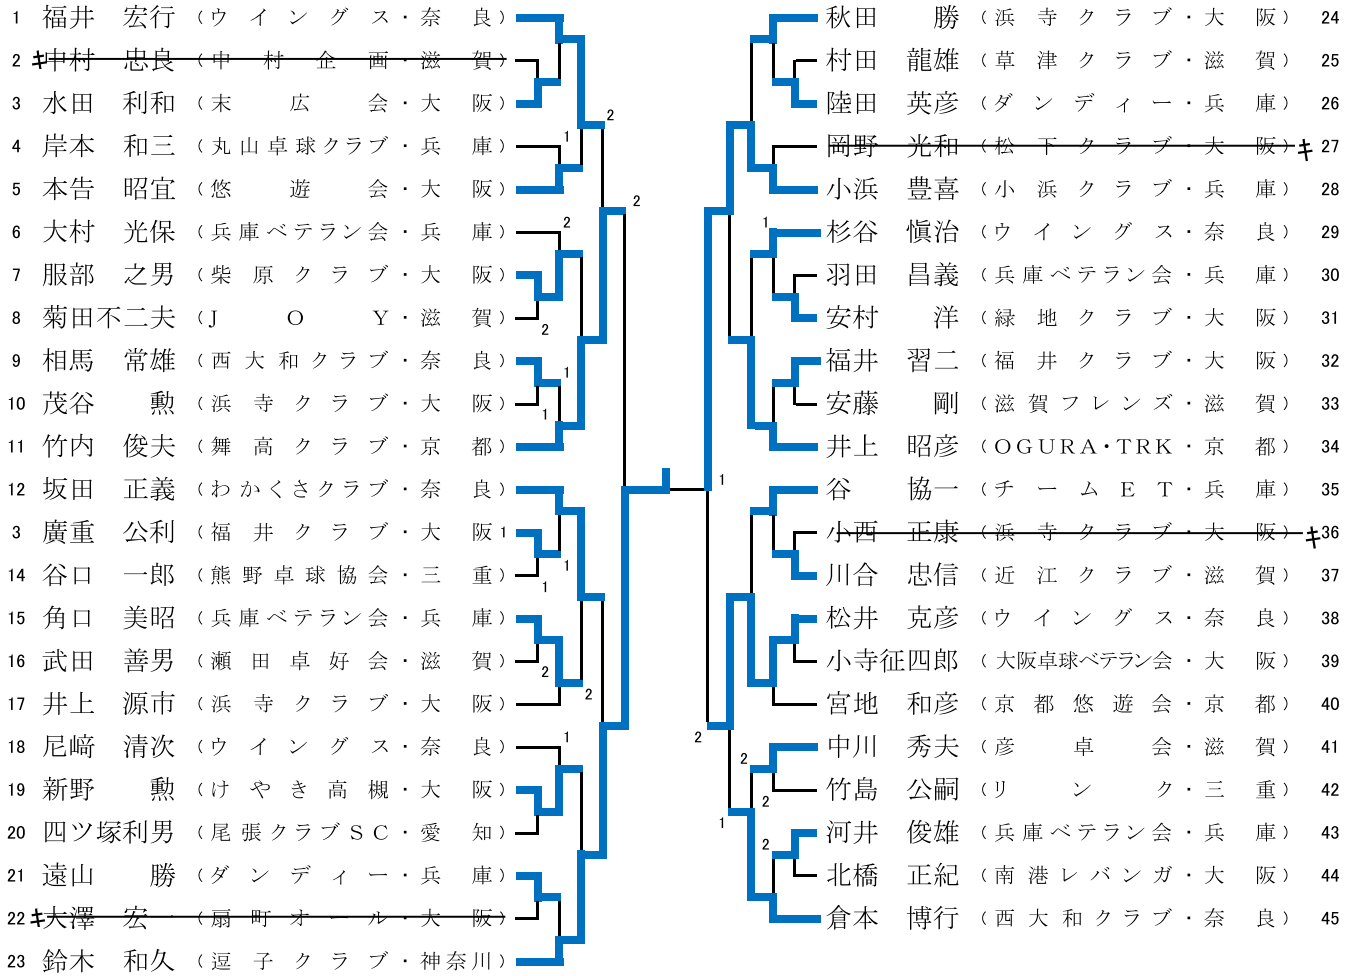 1 福井 宏行 （ウイングス・奈良）
2 キ 中村 忠良 （中村企画・滋賀）
3 水田 利和 （末広会・大阪）
4 岸本 和三 （丸山卓球クラブ・兵庫）
5 本告 昭宜 （悠遊会・大阪）
6 大村 光保 （兵庫ベテラン会・兵庫）
7 服部 之男 （柴原クラブ・大阪）
8 菊田不二夫 （JOY・滋賀）
9 相馬 常雄 （西大和クラブ・奈良）
10 茂谷 勲 （浜寺クラブ・大阪）
11 竹内 俊夫 （舞高クラブ・京都）
12 坂田 正義 （わかくさクラブ・奈良）
3 廣重 公利 （福井クラブ・大阪 1
14 谷口 一郎 （熊野卓球協会・三重）
15 角口 美昭 （兵庫ベテラン会・兵庫）
16 武田 善男 （瀬田卓好会・滋賀）
17 井上 源市 （浜寺クラブ・大阪）
18 尼﨑 清次 （ウイングス・奈良）
19 新野 勲 （けやき高槻・大阪）
20 四ツ塚利男 （尾張クラブSC・愛知）
21 遠山 勝 （ダンディー・兵庫）
22 キ 大澤 宏一 （扇町オール・大阪）
23 鈴木 和久 （逗子クラブ・神奈川）
2
1
2
2
2
1
1
1
1
2
2
1
秋田 勝 （浜寺クラブ・大阪） 24
村田 龍雄 （草津クラブ・滋賀） 25
陸田 英彦 （ダンディー・兵庫） 26
岡野 光和 （松下クラブ・大阪） キ 27
小浜 豊喜 （小浜クラブ・兵庫） 28
杉谷 愼治 （ウイングス・奈良） 29
羽田 昌義 （兵庫ベテラン会・兵庫） 30
安村 洋 （緑地クラブ・大阪） 31
福井 習二 （福井クラブ・大阪） 32
安藤 剛 （滋賀フレンズ・滋賀） 33
井上 昭彦 （OGURA・TRK・京都） 34
谷 協一 （チームET・兵庫） 35
小西 正康 （浜寺クラブ・大阪） キ 36
川合 忠信 （近江クラブ・滋賀） 37
松井 克彦 （ウイングス・奈良） 38
小寺征四郎 （大阪卓球ベテラン会・大阪） 39
宮地 和彦 （京都悠遊会・京都） 40
中川 秀夫 （彦卓会・滋賀） 41
竹島 公嗣 （リンク・三重） 42
河井 俊雄 （兵庫ベテラン会・兵庫） 43
北橋 正紀 （南港レバンガ・大阪） 44
倉本 博行 （西大和クラブ・奈良） 45
1
1
2
2
2
1
2